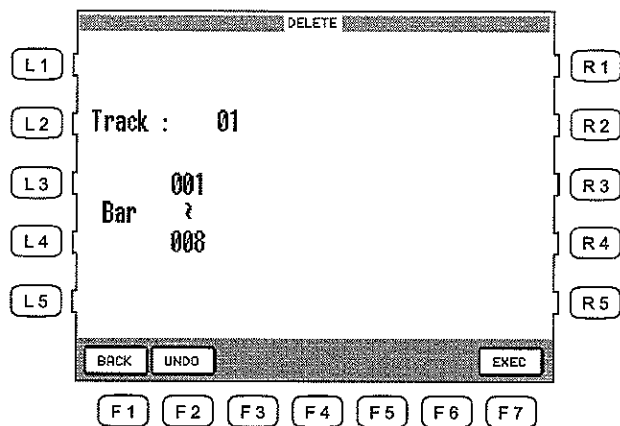 DELETE
L1 R1
L2 Track : 01 R2
L3 001 R3
Bar ~
L4 008 R4
L5 R5
BACK UNDO EXEC
F1 F2 F3 F4 F5 F6 F7